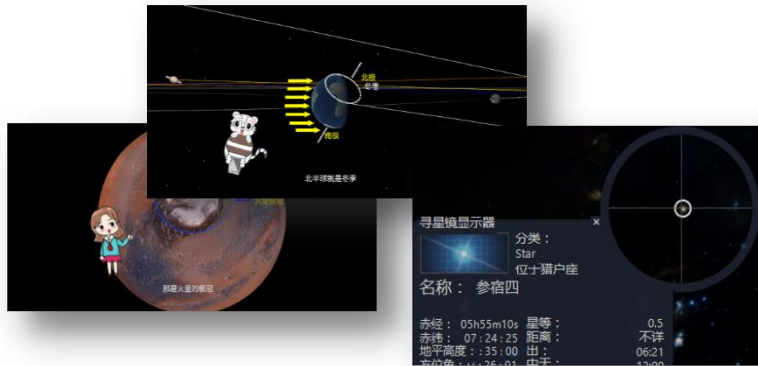 北极
冬季
南极
北半球就是冬季
那是火星的极冠
寻星镜显示器
×
分类：
Star
位于猎户座
名称： 参宿四
赤经： 05h55m10s 星等： 0.5
赤纬： 07:24:25 距离： 不详
地平高度：:35:00 出： 06:21